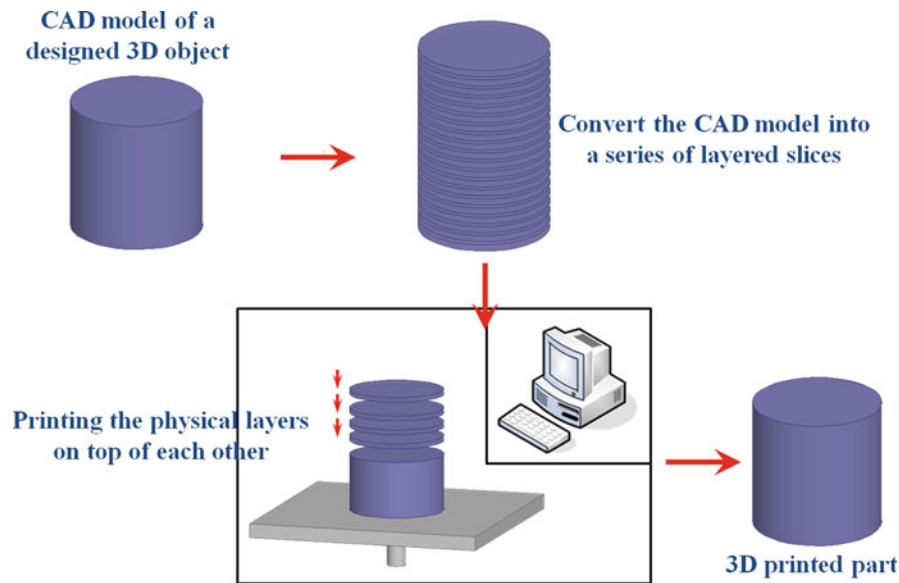 CAD model of a
designed 3D object
Convert the CAD model into
a series of layered slices
Printing the physical layers
on top of each other
3D printed part